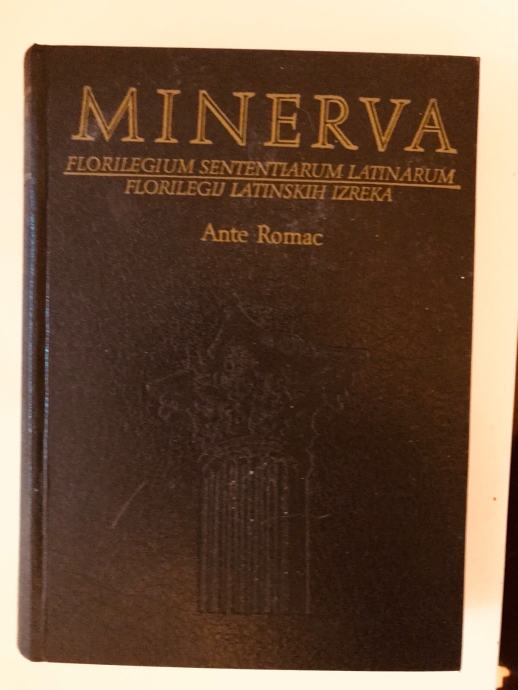 MINERVA
FLORILEGIUM SENTENTIARUM LATINARUM
FLORILEGIJ LATINSKIH IZREKA
Ante Romac